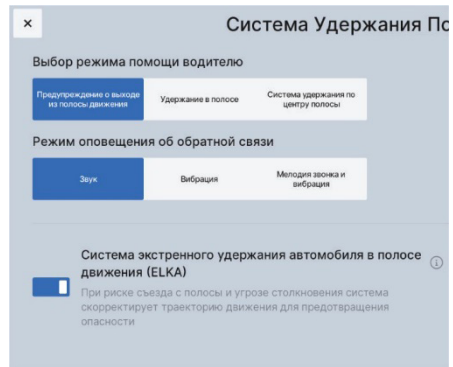 ×
Система Удержания По
Выбор режима помощи водителю
Предупреждение о выходе
из полосы движения
Удержание в полосе
Система удержания по
центру полосы
Режим оповещения об обратной связи
Звук
Вибрация
Мелодия звонка и
вибрация
Система экстренного удержания автомобиля в полосе
движения (ELKA)
При риске съезда с полосы и угрозе столкновения система
скорректирует траекторию движения для предотвращения
опасности